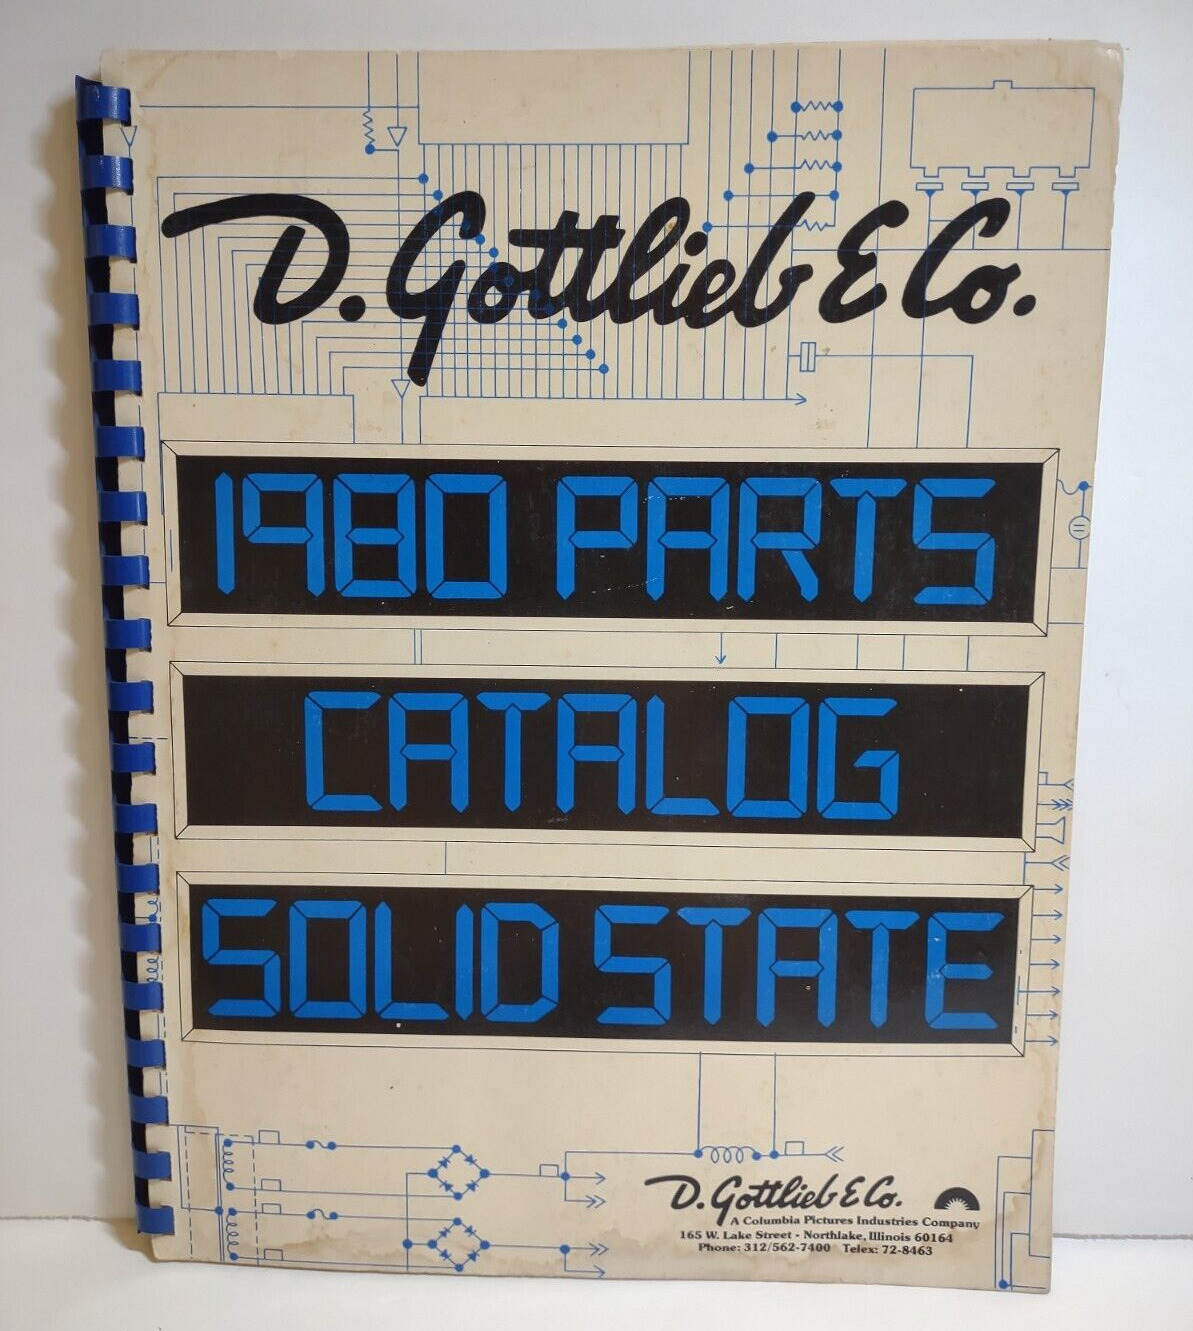 D. Gottlieb & Co.
1980 PARTS
CATALOG
SOLID STATE
D. Gottlieb & Co.
A Columbia Pictures Industries Company
165 W. Lake Street • Northlake, Illinois 60164
Phone: 312/562-7400 Telex: 72-8463